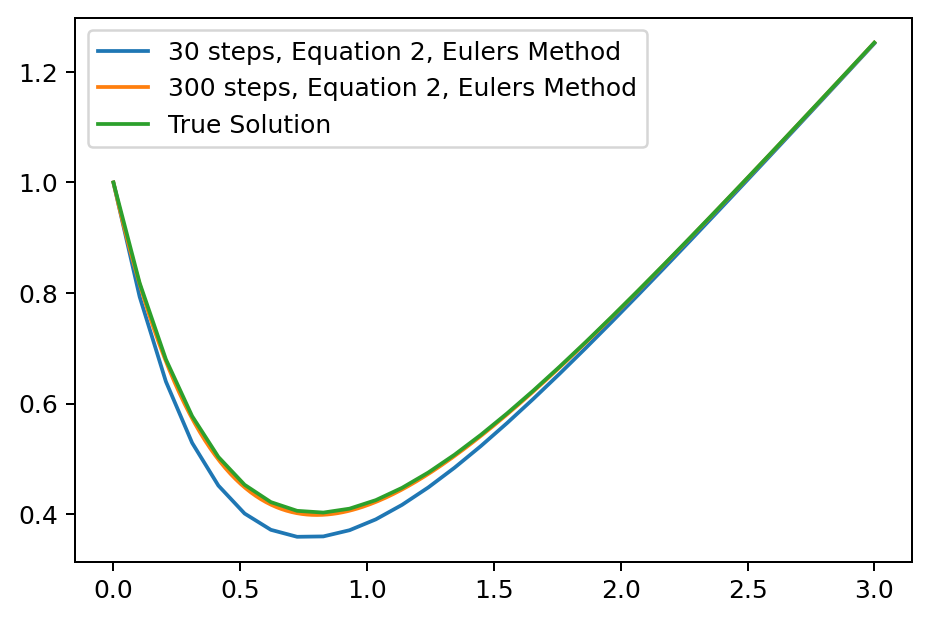 30 steps, Equation 2, Eulers Method
300 steps, Equation 2, Eulers Method
True Solution
1.2
1.0
0.8
0.6
0.4
0.0 0.5 1.0 1.5 2.0 2.5 3.0